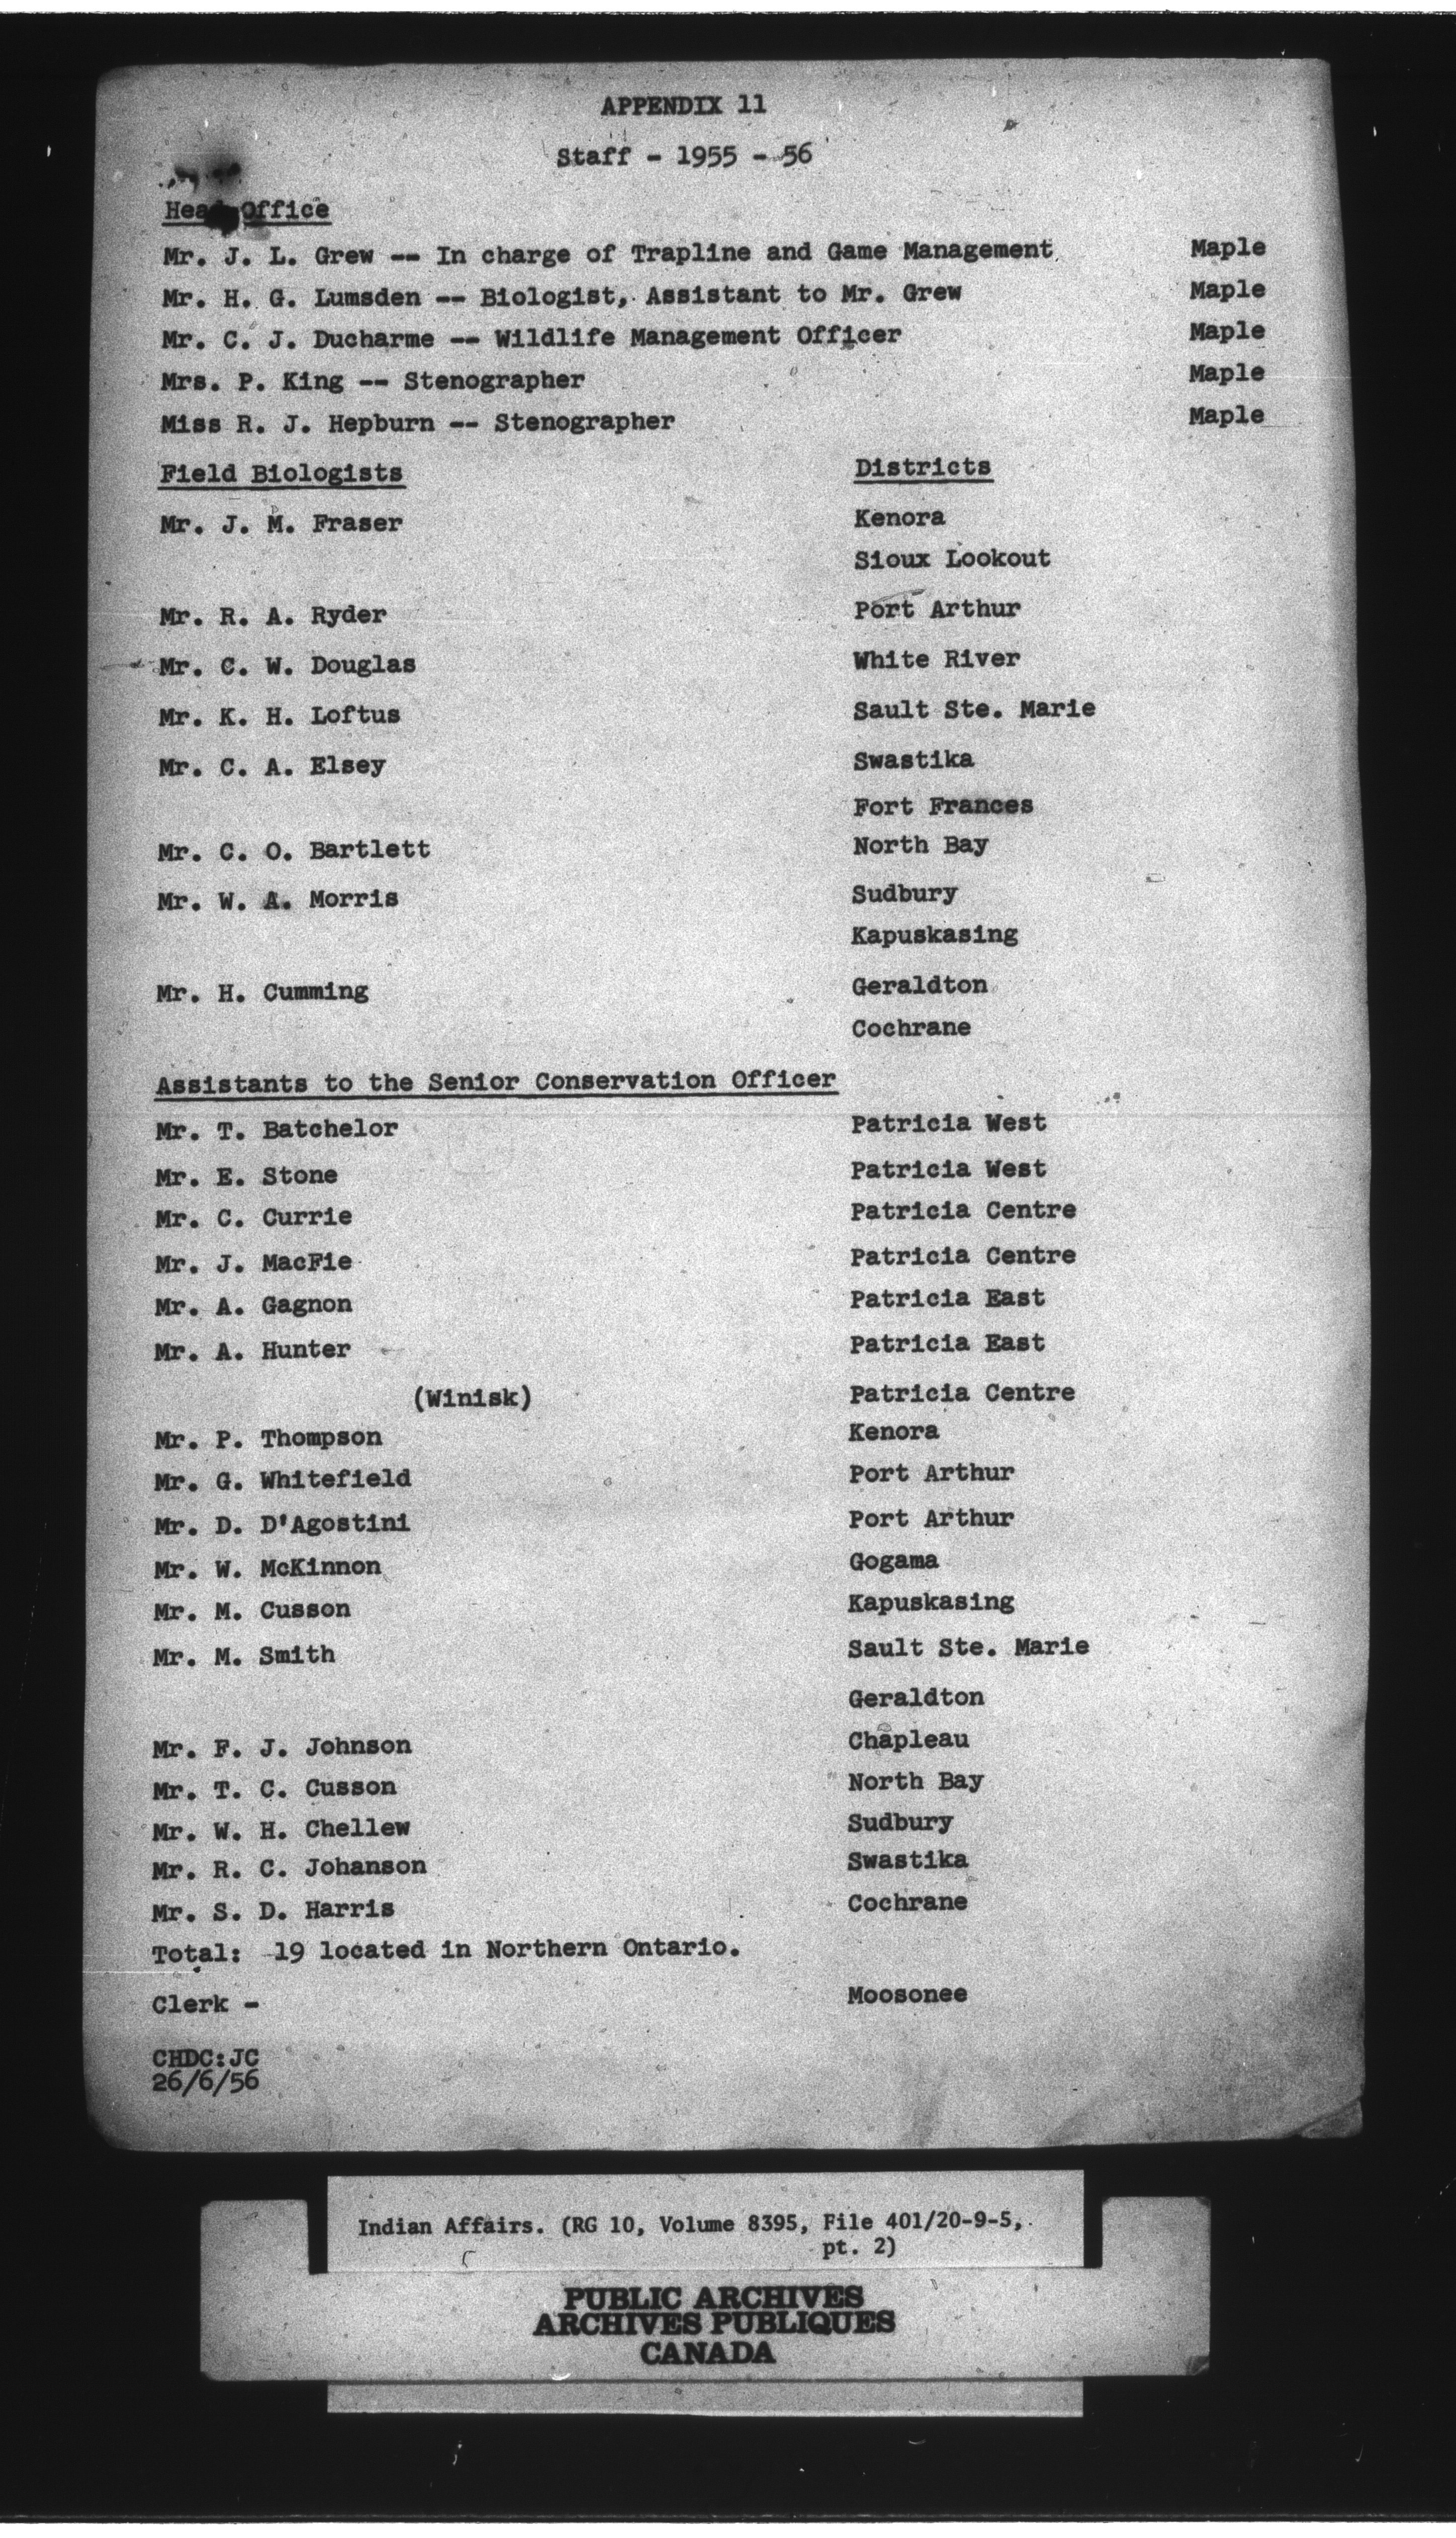 APPENDIX 11
Staff - 1955 - 56
Head Office
Mr. J. L. Grew -- In charge of Trapline and Game Management Maple
Mr. H. G. Lumsden -- Biologist, Assistant to Mr. Grew Maple
Mr. C. J. Ducharme -- Wildlife Management Officer Maple
Mrs. P. King -- Stenographer Maple
Miss R. J. Hepburn -- Stenographer Maple
Field Biologists Districts
Mr. J. M. Fraser Kenora
Sioux Lookout
Mr. R. A. Ryder Port Arthur
Mr. C. W. Douglas White River
Mr. K. H. Loftus Sault Ste. Marie
Mr. C. A. Elsey Swastika
Fort Frances
Mr. C. O. Bartlett North Bay
Mr. W. A. Morris Sudbury
Kapuskasing
Mr. H. Cumming Geraldton
Cochrane
Assistants to the Senior Conservation Officer
Mr. T. Batchelor Patricia West
Mr. E. Stone Patricia West
Mr. C. Currie Patricia Centre
Mr. J. MacFie Patricia Centre
Mr. A. Gagnon Patricia East
Mr. A. Hunter Patricia East
(Winisk) Patricia Centre
Mr. P. Thompson Kenora
Mr. G. Whitefield Port Arthur
Mr. D. D'Agostini Port Arthur
Mr. W. McKinnon Gogama
Mr. M. Cusson Kapuskasing
Mr. M. Smith Sault Ste. Marie
Geraldton
Mr. F. J. Johnson Chapleau
Mr. T. C. Cusson North Bay
Mr. W. H. Chellew Sudbury
Mr. R. C. Johanson Swastika
Mr. S. D. Harris Cochrane
Total: 19 located in Northern Ontario.
Clerk - Moosonee
CHDC:JC
26/6/56
Indian Affairs. (RG 10, Volume 8395, File 401/20-9-5,
pt. 2)
PUBLIC ARCHIVES
ARCHIVES PUBLIQUES
CANADA